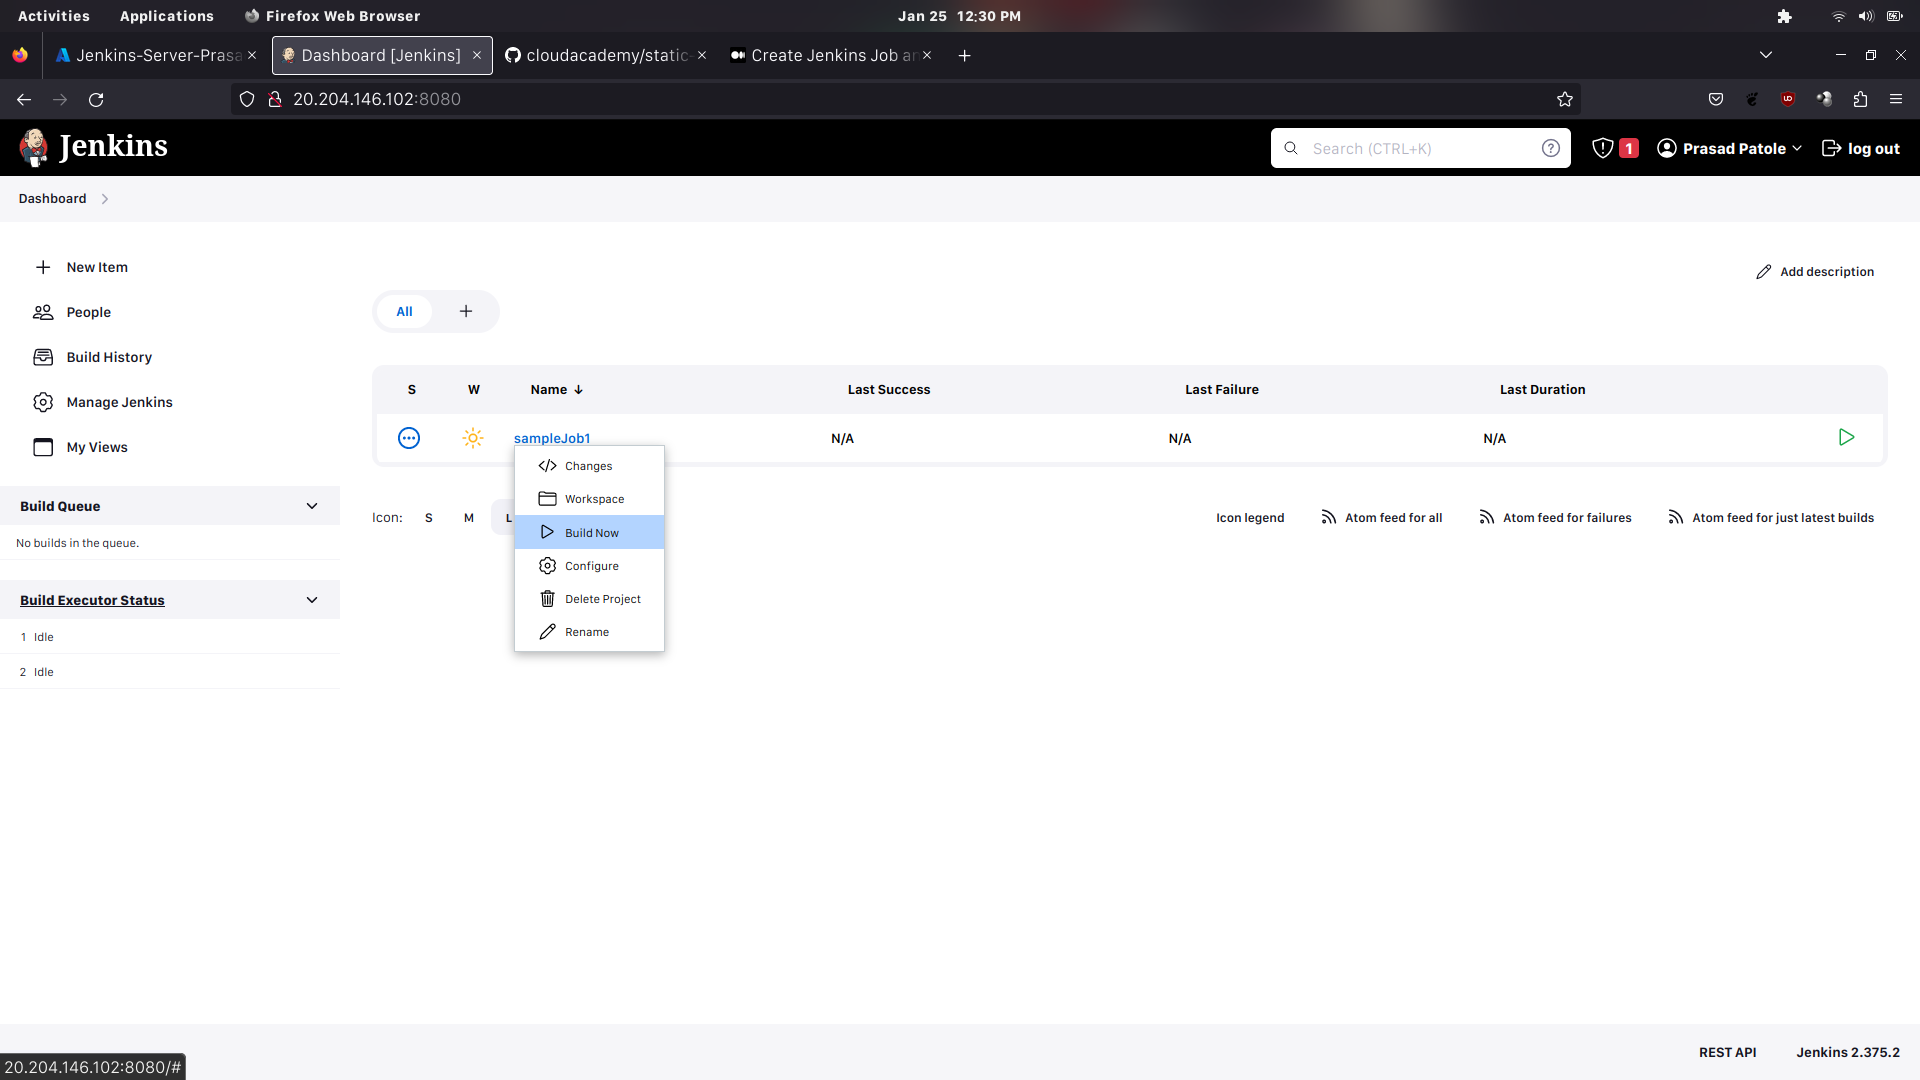 Activities Applications Firefox Web Browser Jan 25 12:30 PM
Jenkins-Server-Prasa Dashboard [Jenkins] cloudacademy/static- Create Jenkins Job an
20.204.146.102:8080
Jenkins Search (CTRL+K) 1 Prasad Patole log out
Dashboard
New Item
People
Build History
Manage Jenkins
My Views
Build Queue
No builds in the queue.
Build Executor Status
1 Idle
2 Idle
Add description
All
S W Name ↓ Last Success Last Failure Last Duration
sampleJob1 N/A N/A N/A
Changes
Workspace
Build Now
Configure
Delete Project
Rename
Icon: S M L Icon legend Atom feed for all Atom feed for failures Atom feed for just latest builds
REST API Jenkins 2.375.2
20.204.146.102:8080/#